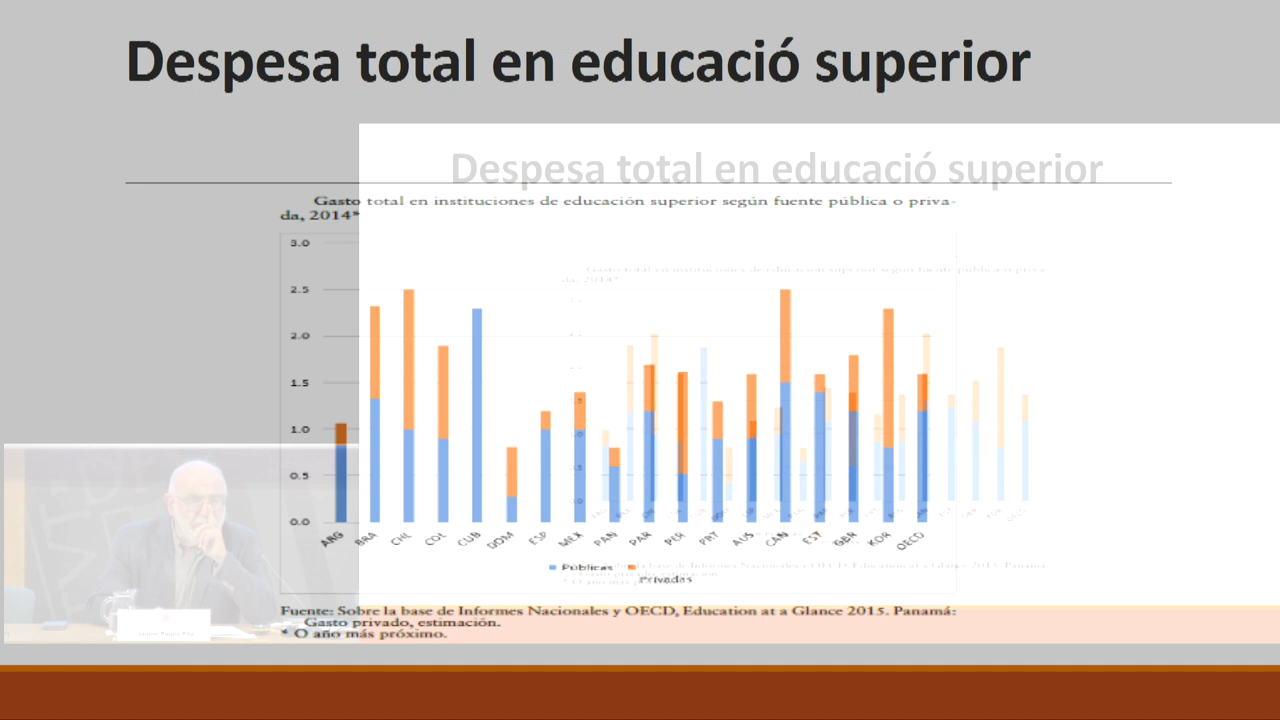 Despesa total en educació superior
Despesa total en educació superior
Gasto total en instituciones de educación superior según fuente pública o priva-
da, 2014*
3.0
2.5
2.0
1.5
1.0
0.5
0.0
ARG BRA CHL COL CUB DOM ESP MEX PAN PAR PER PRT AUS CAN EST GBR KOR OECD
Públicas
Privadas
Fuente: Sobre la base de Informes Nacionales y OECD, Education at a Glance 2015. Panamá:
Gasto privado, estimación.
* O año más próximo.